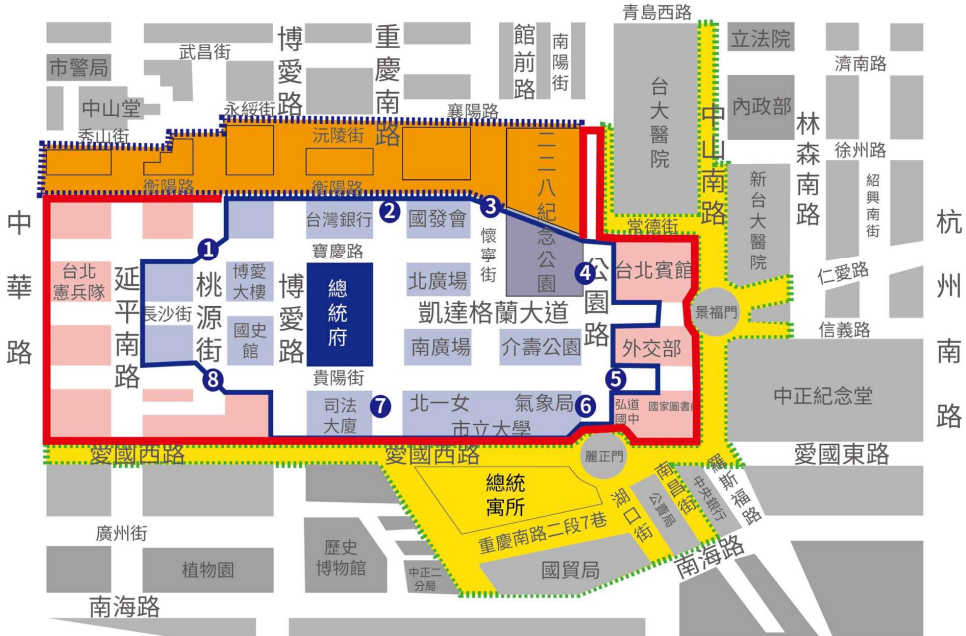 青島西路
武昌街
博愛路
重慶南路
館前路
南陽街
立法院
市警局
濟南路
台大醫院
中山堂
永綏街
襄陽路
內政部
中山南路
林森南路
秀山街
沅陵街
二二八紀念公園
徐州路
衡陽路
衡陽路
新台大醫院
紹興南街
台灣銀行
2
國發會
3
常德街
中華路
1
寶慶路
懷寧街
杭州南路
台北憲兵隊
延平南路
桃源街
博愛大樓
博愛路
總統府
北廣場
4
公園路
台北賓館
仁愛路
長沙街
凱達格蘭大道
景福門
信義路
國史館
南廣場
介壽公園
外交部
8
貴陽街
5
中正紀念堂
司法大廈
7
北一女
氣象局
6
弘道國中
國家圖書館
市立大學
愛國西路
愛國西路
麗正門
愛國東路
總統寓所
南昌街
羅斯福路
中央銀行
公賣局
湖口街
重慶南路二段7巷
廣州街
歷史博物館
植物園
中正二分局
國貿局
南海路
南海路